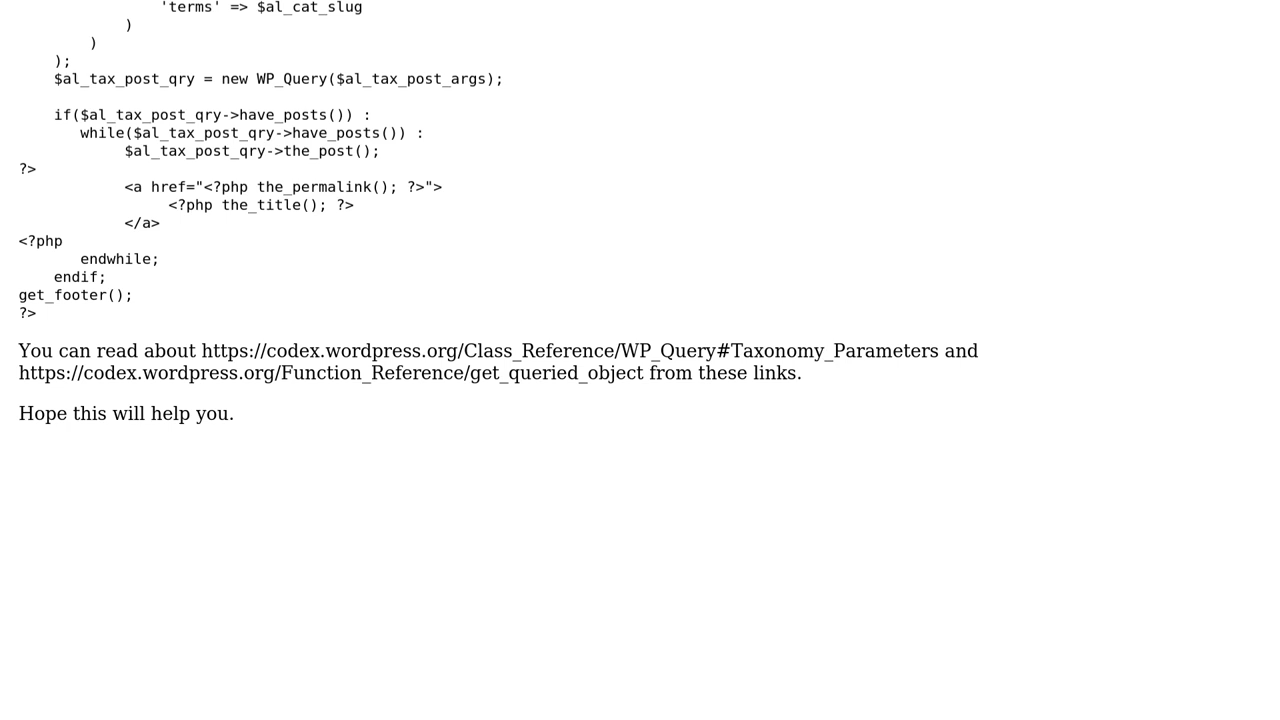 'terms' => $al_cat_slug
            )
        )
    );
    $al_tax_post_qry = new WP_Query($al_tax_post_args);

    if($al_tax_post_qry->have_posts()) :
       while($al_tax_post_qry->have_posts()) :
            $al_tax_post_qry->the_post();
?>
            <a href="<?php the_permalink(); ?>">
                 <?php the_title(); ?>
            </a>
<?php
       endwhile;
    endif;
get_footer();
?>
You can read about https://codex.wordpress.org/Class_Reference/WP_Query#Taxonomy_Parameters and
https://codex.wordpress.org/Function_Reference/get_queried_object from these links.
Hope this will help you.